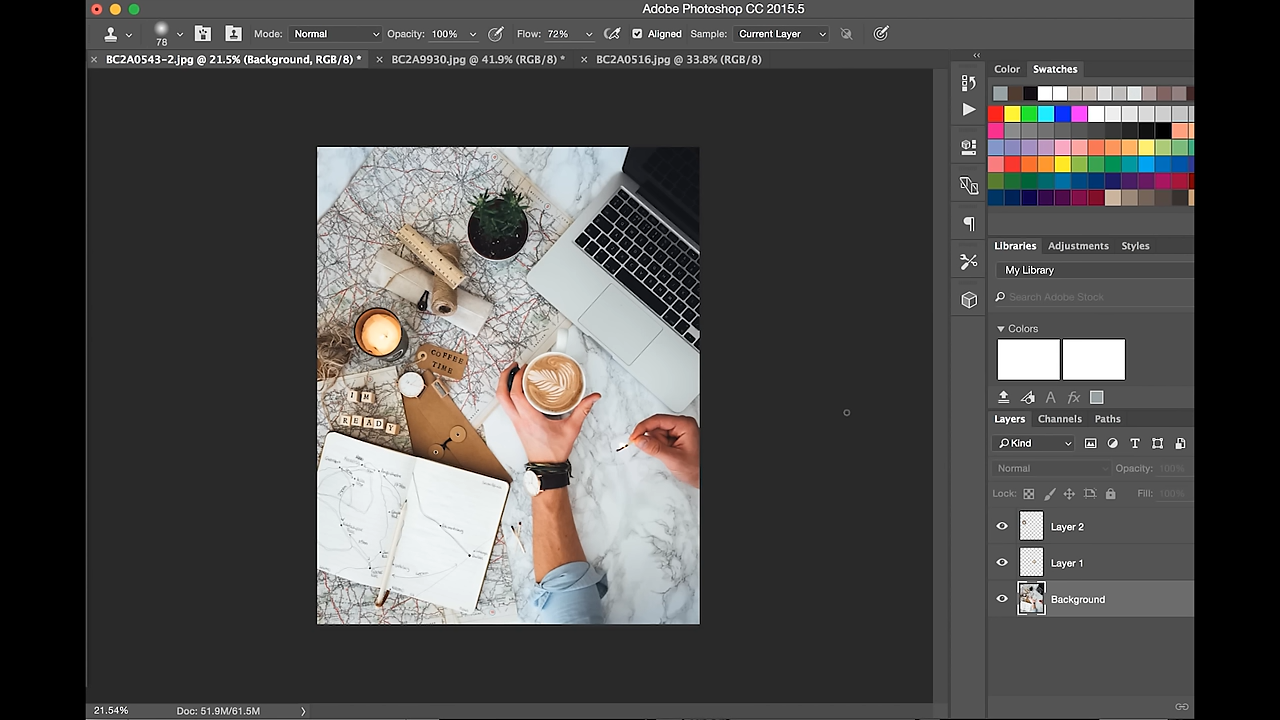 Adobe Photoshop CC 2015.5
78 Mode: Normal Opacity: 100% Flow: 72% Aligned Sample: Current Layer
BC2A0543-2.jpg @ 21.5% (Background, RGB/8) * BC2A9930.jpg @ 41.9% (RGB/8) * BC2A0516.jpg @ 33.8% (RGB/8)
Color Swatches
Libraries Adjustments Styles
My Library
Search Adobe Stock
Colors
COFFEE
TIME
I M
READY
Layers Channels Paths
Kind
Normal Opacity: 100%
Lock: Fill: 100%
Layer 2
Layer 1
Background
21.54% Doc: 51.9M/61.5M